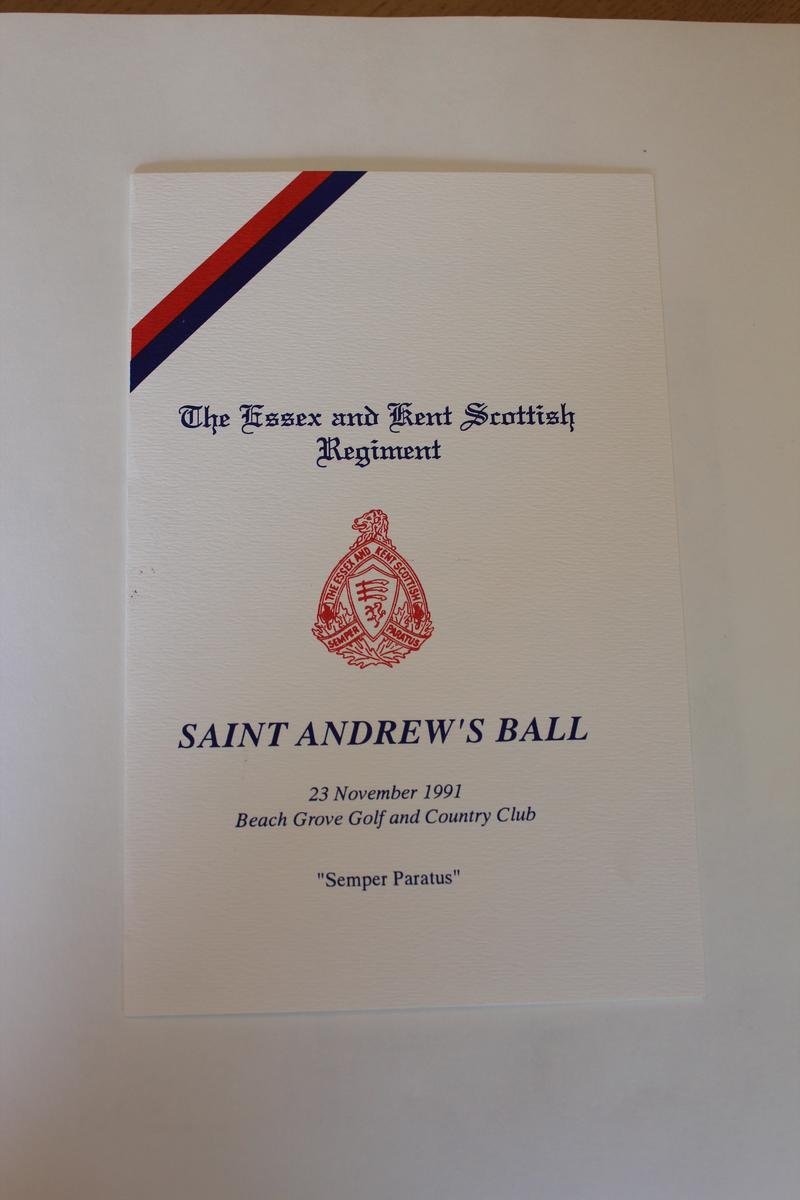 The Essex and Kent Scottish
Regiment
THE ESSEX AND KENT SCOTTISH
SEMPER PARATUS
SAINT ANDREW'S BALL
23 November 1991
Beach Grove Golf and Country Club
"Semper Paratus"